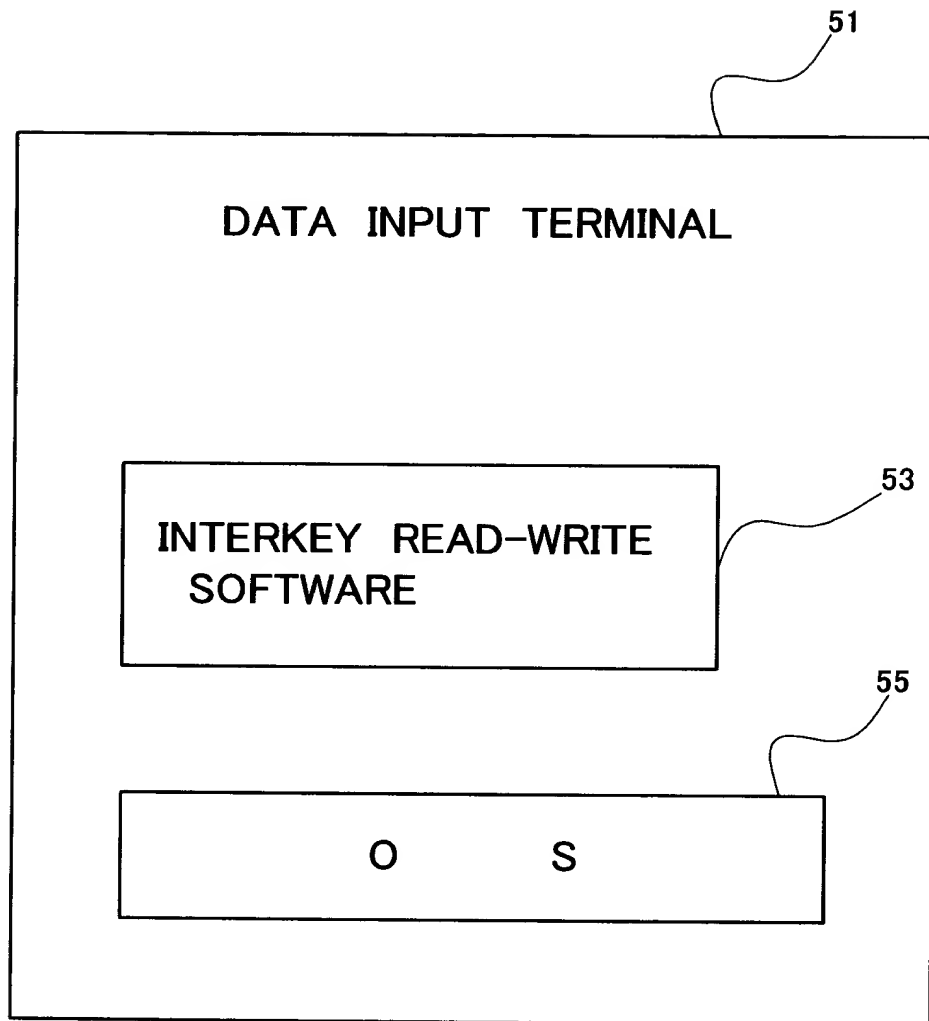 51
DATA INPUT TERMINAL
53
INTERKEY READ-WRITE
SOFTWARE
55
O S